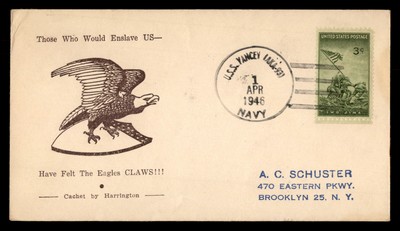 Those Who Would Enslave US—
Have Felt The Eagles CLAWS!!!
Cachet by Harrington
U.S.S. YANCEY
1
APR
1946
NAVY
UNITED STATES POSTAGE
3¢
A. C. SCHUSTER
470 EASTERN PKWY.
BROOKLYN 25, N. Y.